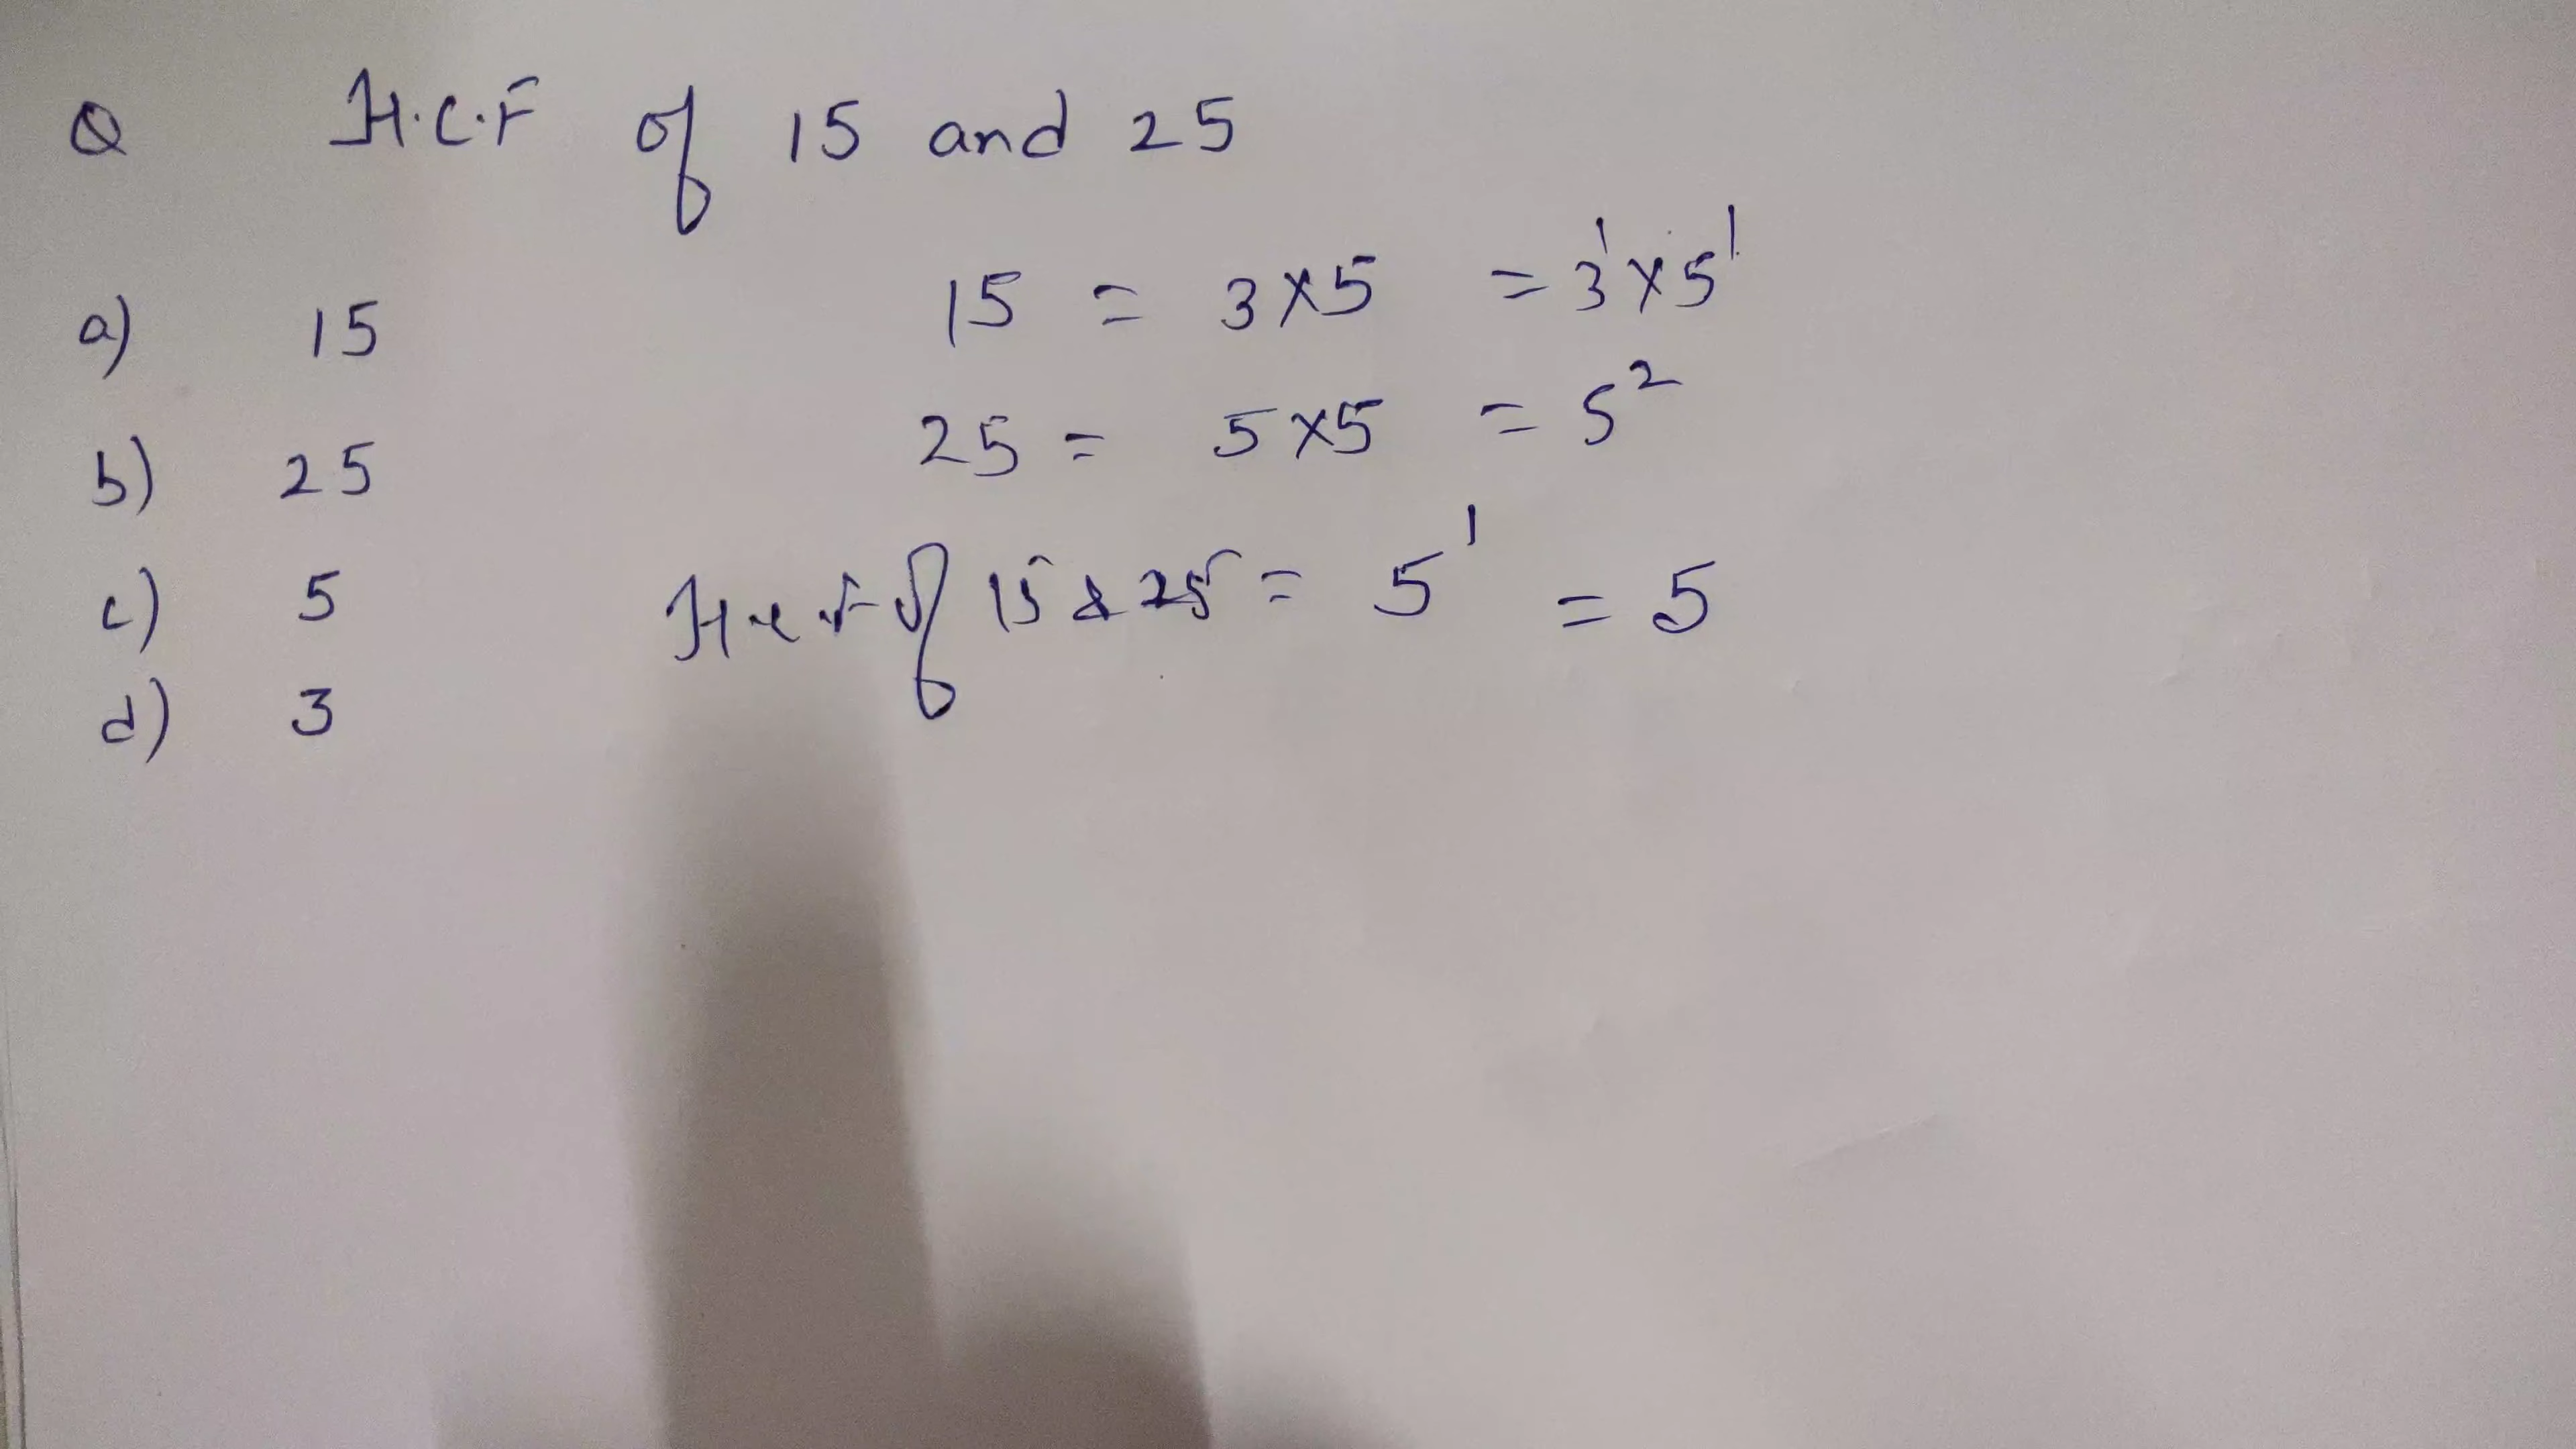 Q H.C.F of 15 and 25
15 = 3×5 = 3¹×5¹
a) 15
25 = 5×5 = 5²
b) 25
c) 5
H.C.F of 15 & 25 = 5¹ = 5
d) 3